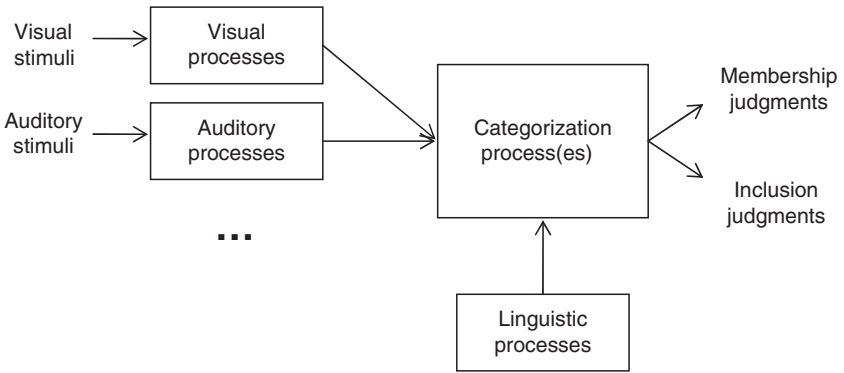 Visual
stimuli
Visual
processes
Auditory
stimuli
Auditory
processes
...
Categorization
process(es)
Membership
judgments
Inclusion
judgments
Linguistic
processes